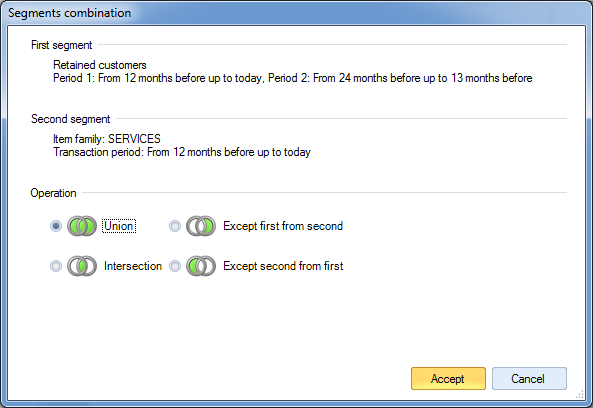 Segments combination
First segment
Retained customers
Period 1: From 12 months before up to today, Period 2: From 24 months before up to 13 months before
Second segment
Item family: SERVICES
Transaction period: From 12 months before up to today
Operation
Union
Except first from second
Intersection
Except second from first
Accept
Cancel